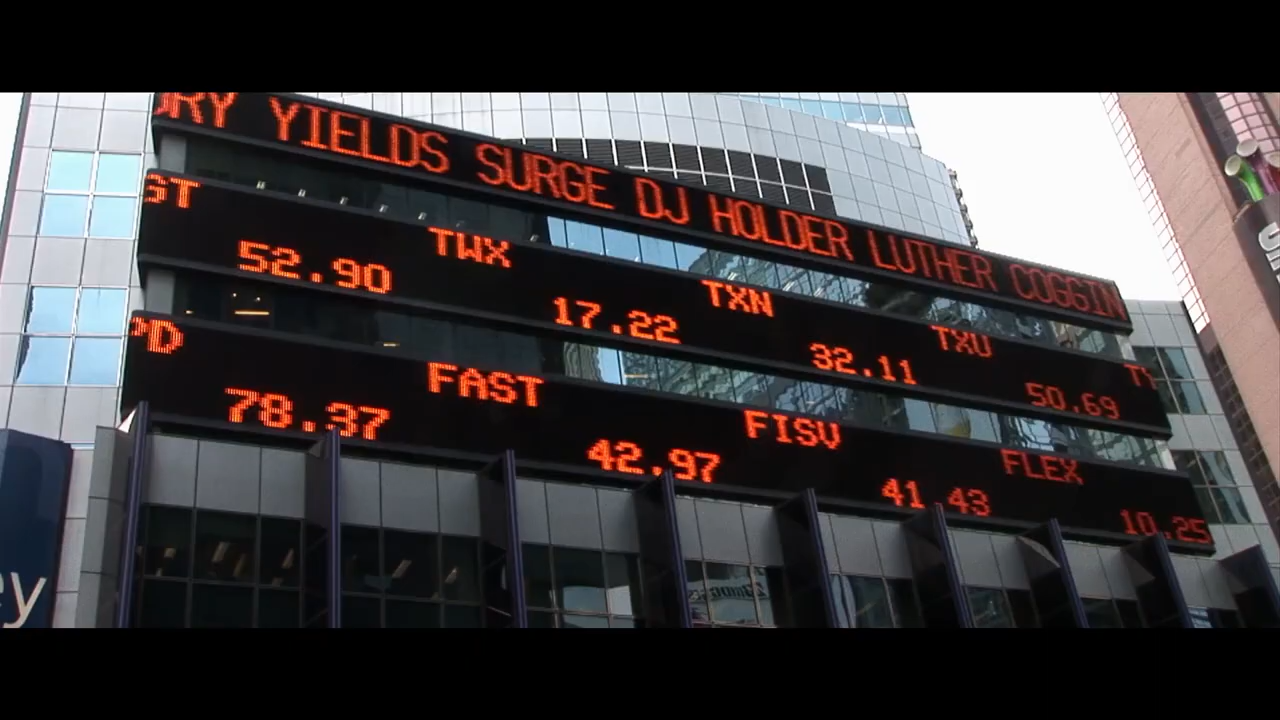 YIELDS SURGE DJ HOLDER LUTHER COGGIN
TWX TXN TXU
52.90 17.22 32.11 50.69
FAST FISV FLEX
78.37 42.97 41.43 10.25